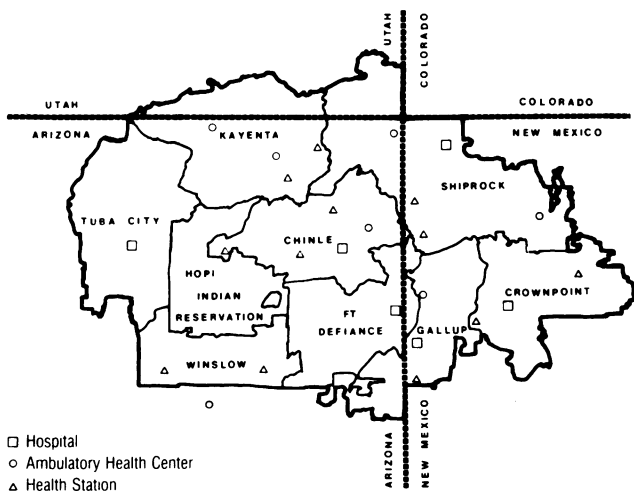 UTAH
COLORADO
UTAH
COLORADO
ARIZONA
NEW MEXICO
KAYENTA
SHIPROCK
TUBA CITY
CHINLE
HOPI
INDIAN
RESERVATION
CROWNPOINT
FT
DEFIANCE
GALLUP
WINSLOW
ARIZONA
NEW MEXICO
Hospital
Ambulatory Health Center
Health Station